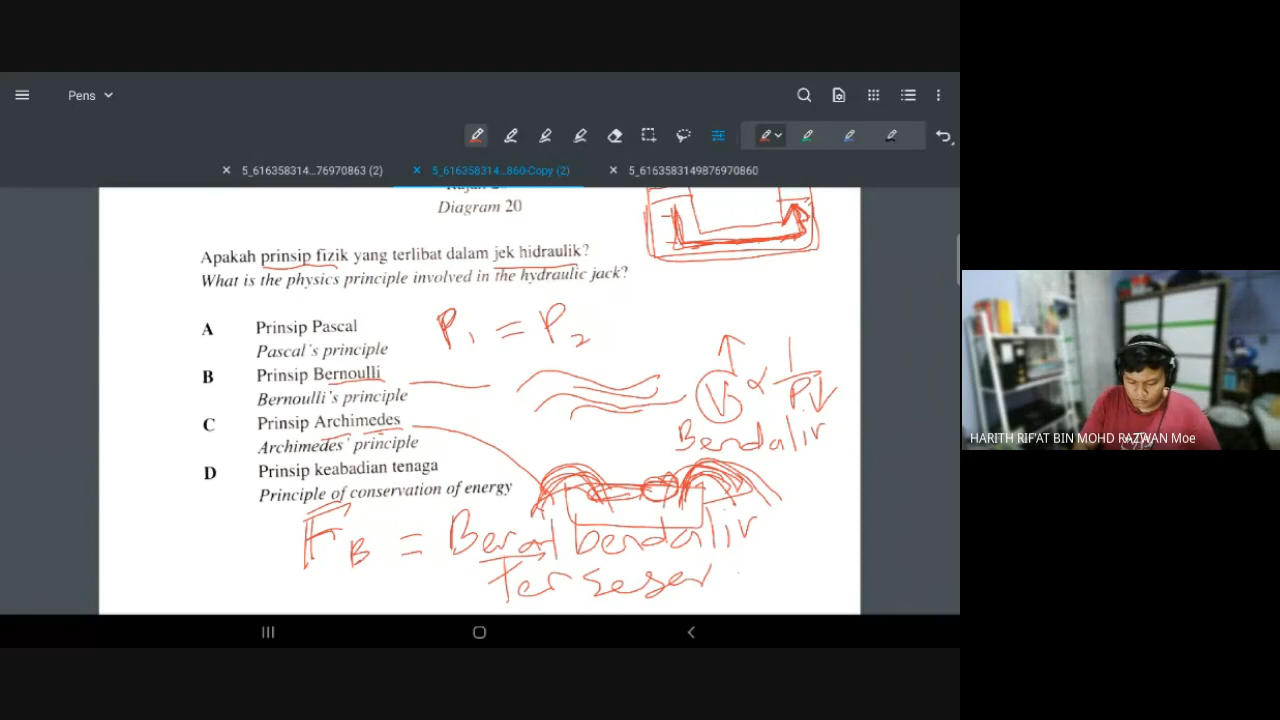 Pens
5_616358314...76970863 (2)
5_616358314...860-Copy (2)
5_6163583149876970860
Diagram 20
Apakah prinsip fizik yang terlibat dalam jek hidraulik?
What is the physics principle involved in the hydraulic jack?
A Prinsip Pascal
Pascal's principle
P₁ = P₂
B Prinsip Bernoulli
Bernoulli's principle
V ∝ 1/P
Bendalir
C Prinsip Archimedes
Archimedes' principle
D Prinsip keabadian tenaga
Principle of conservation of energy
F_B = Berat bendalir
Tersesar
HARITH RIF'AT BIN MOHD RAZWAN Moe